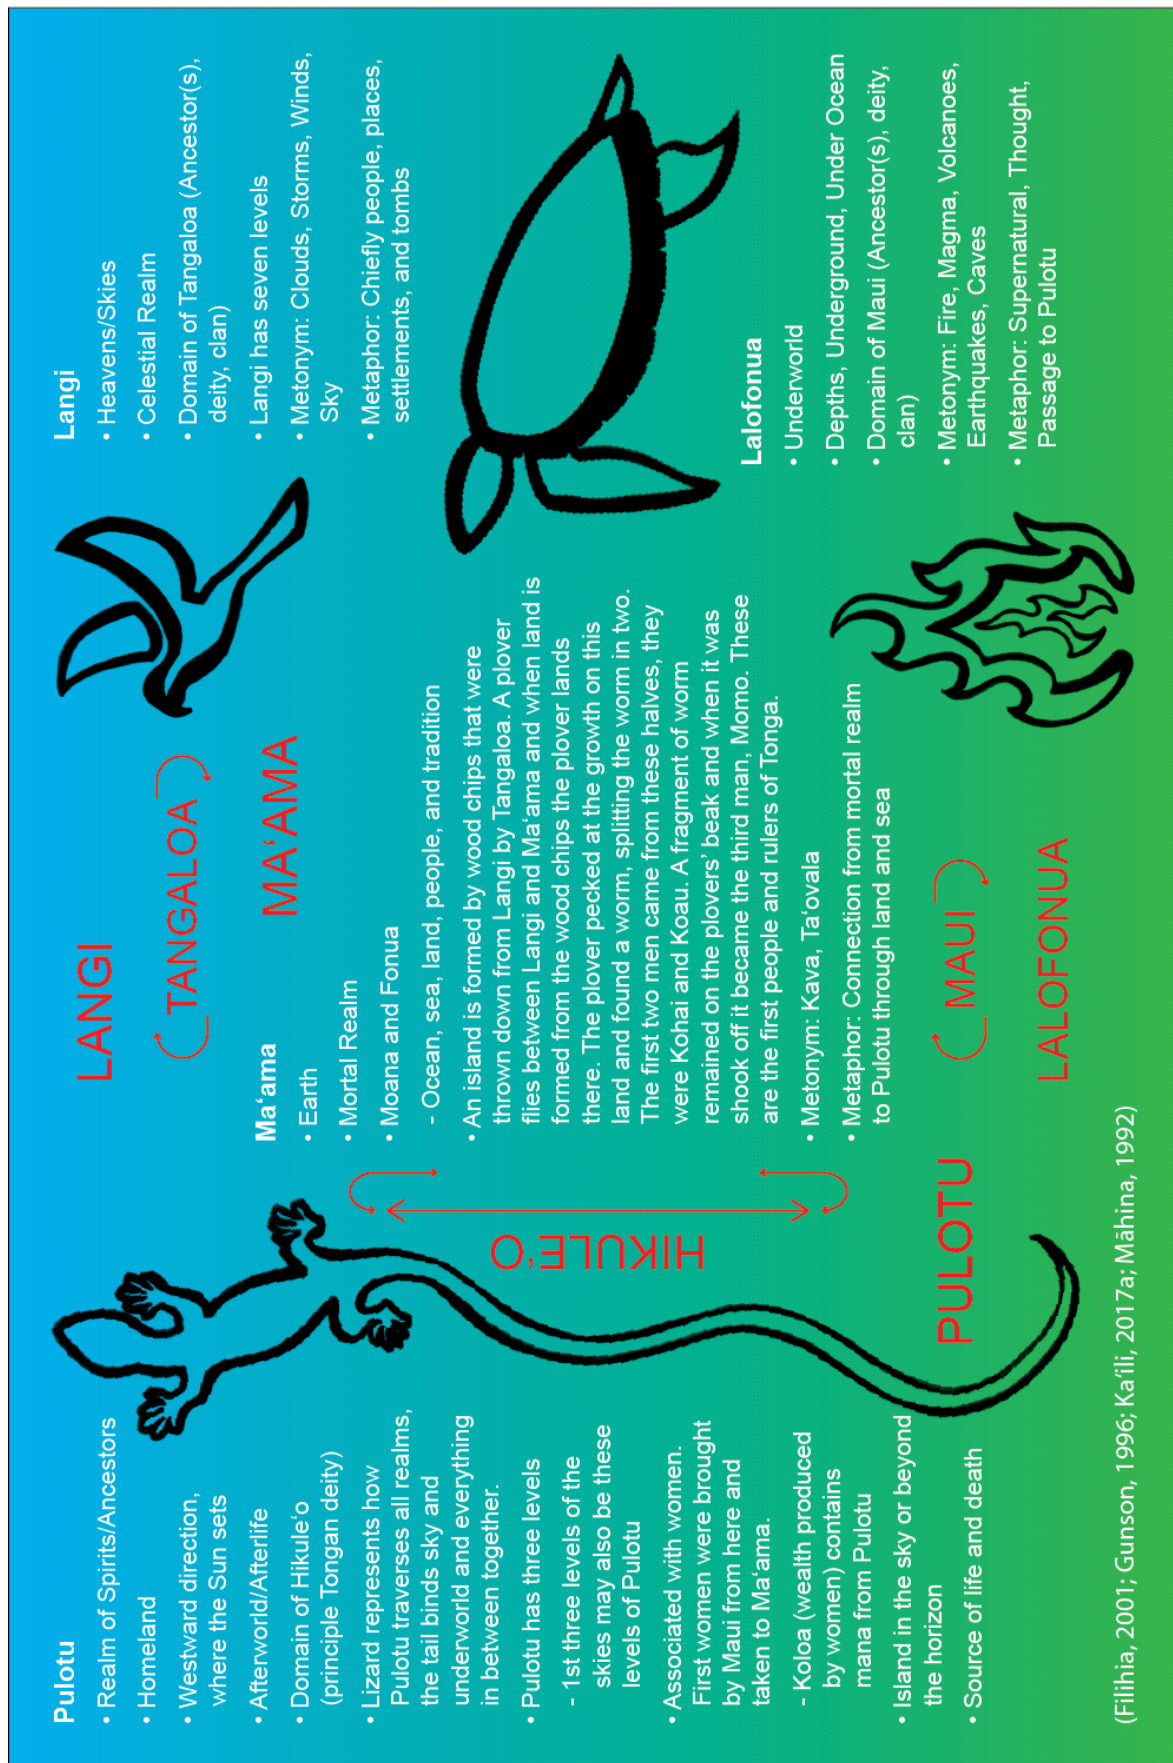 Pulotu
• Realm of Spirits/Ancestors
• Homeland
• Westward direction,
where the Sun sets
• Afterworld/Afterlife
• Domain of Hikuleʻo
(principle Tongan deity)
• Lizard represents how
Pulotu traverses all realms,
the tail binds sky and
underworld and everything
in between together.
• Pulotu has three levels
- 1st three levels of the
skies may also be these
levels of Pulotu
• Associated with women.
First women were brought
by Maui from here and
taken to Maʻama.
- Koloa (wealth produced
by women) contains
mana from Pulotu
• Island in the sky or beyond
the horizon
• Source of life and death
HIKULEʻO
PULOTU
LANGI
TANGALOA
MAʻAMA
Maʻama
• Earth
• Mortal Realm
• Moana and Fonua
- Ocean, sea, land, people, and tradition
• An island is formed by wood chips that were
thrown down from Langi by Tangaloa. A plover
flies between Langi and Maʻama and when land is
formed from the wood chips the plover lands
there. The plover pecked at the growth on this
land and found a worm, splitting the worm in two.
The first two men came from these halves, they
were Kohai and Koau. A fragment of worm
remained on the plovers’ beak and when it was
shook off it became the third man, Momo. These
are the first people and rulers of Tonga.
• Metonym: Kava, Taʻovala
• Metaphor: Connection from mortal realm
to Pulotu through land and sea
MAUI
LALOFONUA
Langi
• Heavens/Skies
• Celestial Realm
• Domain of Tangaloa (Ancestor(s),
deity, clan)
• Langi has seven levels
• Metonym: Clouds, Storms, Winds,
Sky
• Metaphor: Chiefly people, places,
settlements, and tombs
Lalofonua
• Underworld
• Depths, Underground, Under Ocean
• Domain of Maui (Ancestor(s), deity,
clan)
• Metonym: Fire, Magma, Volcanoes,
Earthquakes, Caves
• Metaphor: Supernatural, Thought,
Passage to Pulotu
(Filihia, 2001; Gunson, 1996; Kaʻili, 2017a; Māhina, 1992)